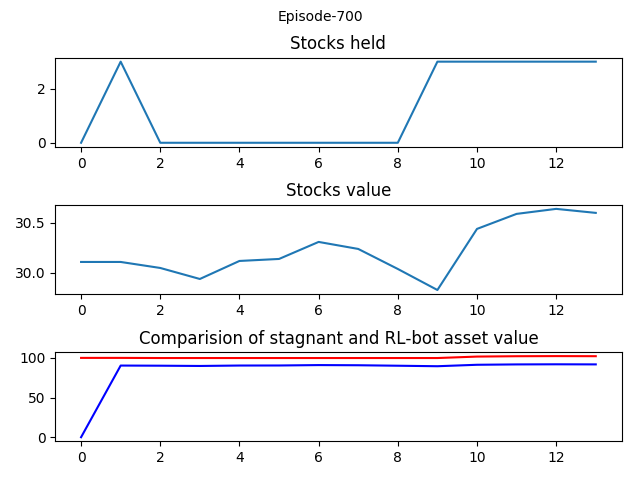 Episode-700
Stocks held
2
0
0 2 4 6 8 10 12
Stocks value
30.5
30.0
0 2 4 6 8 10 12
Comparision of stagnant and RL-bot asset value
100
50
0
0 2 4 6 8 10 12